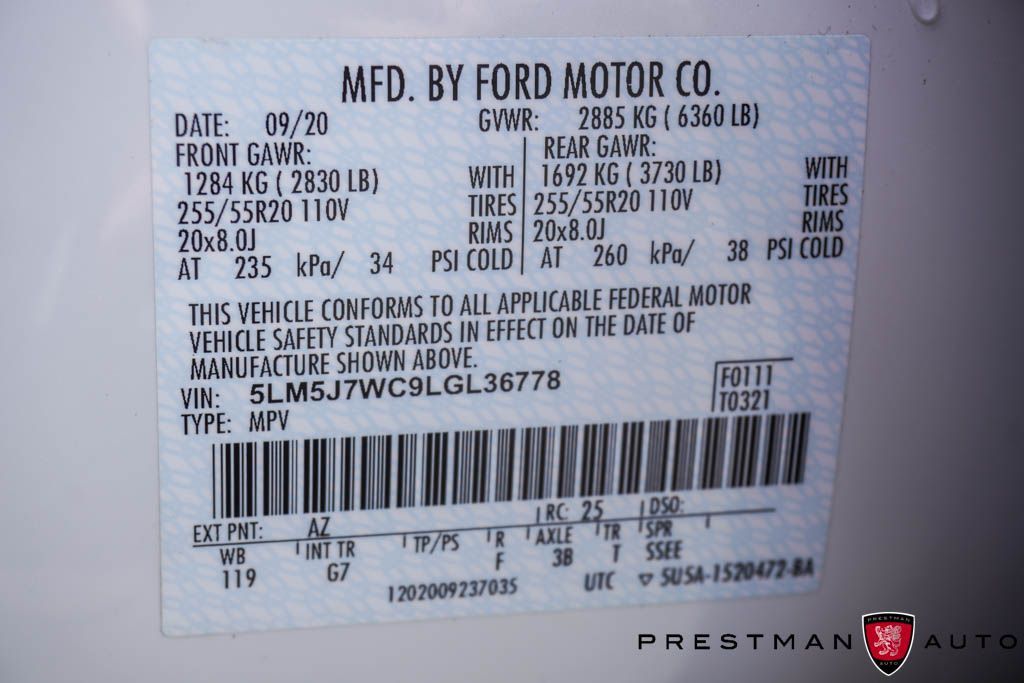 MFD. BY FORD MOTOR CO.
DATE: 09/20 GVWR: 2885 KG ( 6360 LB)
FRONT GAWR: REAR GAWR:
1284 KG ( 2830 LB) WITH 1692 KG ( 3730 LB) WITH
255/55R20 110V TIRES 255/55R20 110V TIRES
20x8.0J RIMS 20x8.0J RIMS
AT 235 kPa/ 34 PSI COLD AT 260 kPa/ 38 PSI COLD
THIS VEHICLE CONFORMS TO ALL APPLICABLE FEDERAL MOTOR
VEHICLE SAFETY STANDARDS IN EFFECT ON THE DATE OF
MANUFACTURE SHOWN ABOVE.
VIN: 5LM5J7WC9LGL36778 F0111
TYPE: MPV T0321
EXT PNT: AZ RC: 25 DSO:
WB INT TR TP/PS R AXLE TR SPR
119 G7 F 3B T SSEE
1202009237035 UTC ▽ 5U5A-1520472-BA
PRESTMAN PRESTMAN AUTO AUTO